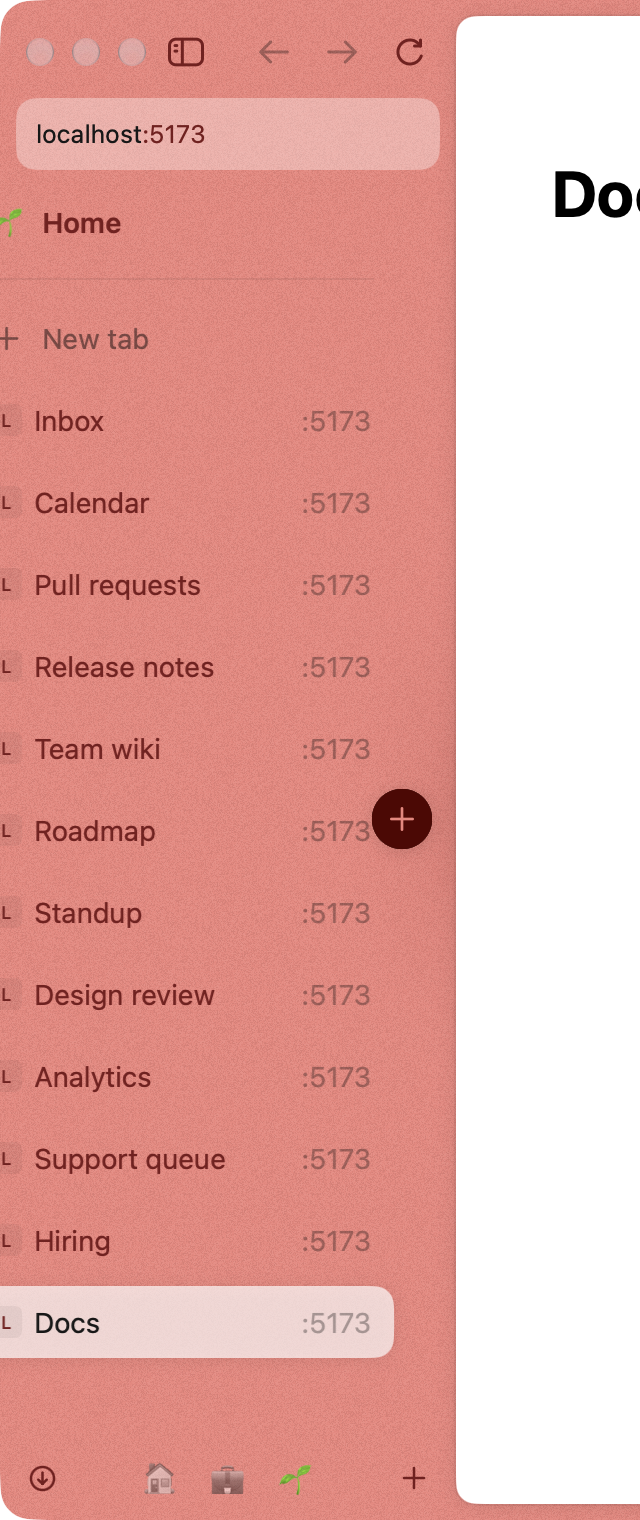 localhost:5173
Doc
Home
New tab
L Inbox :5173
L Calendar :5173
L Pull requests :5173
L Release notes :5173
L Team wiki :5173
L Roadmap :5173
L Standup :5173
L Design review :5173
L Analytics :5173
L Support queue :5173
L Hiring :5173
L Docs :5173